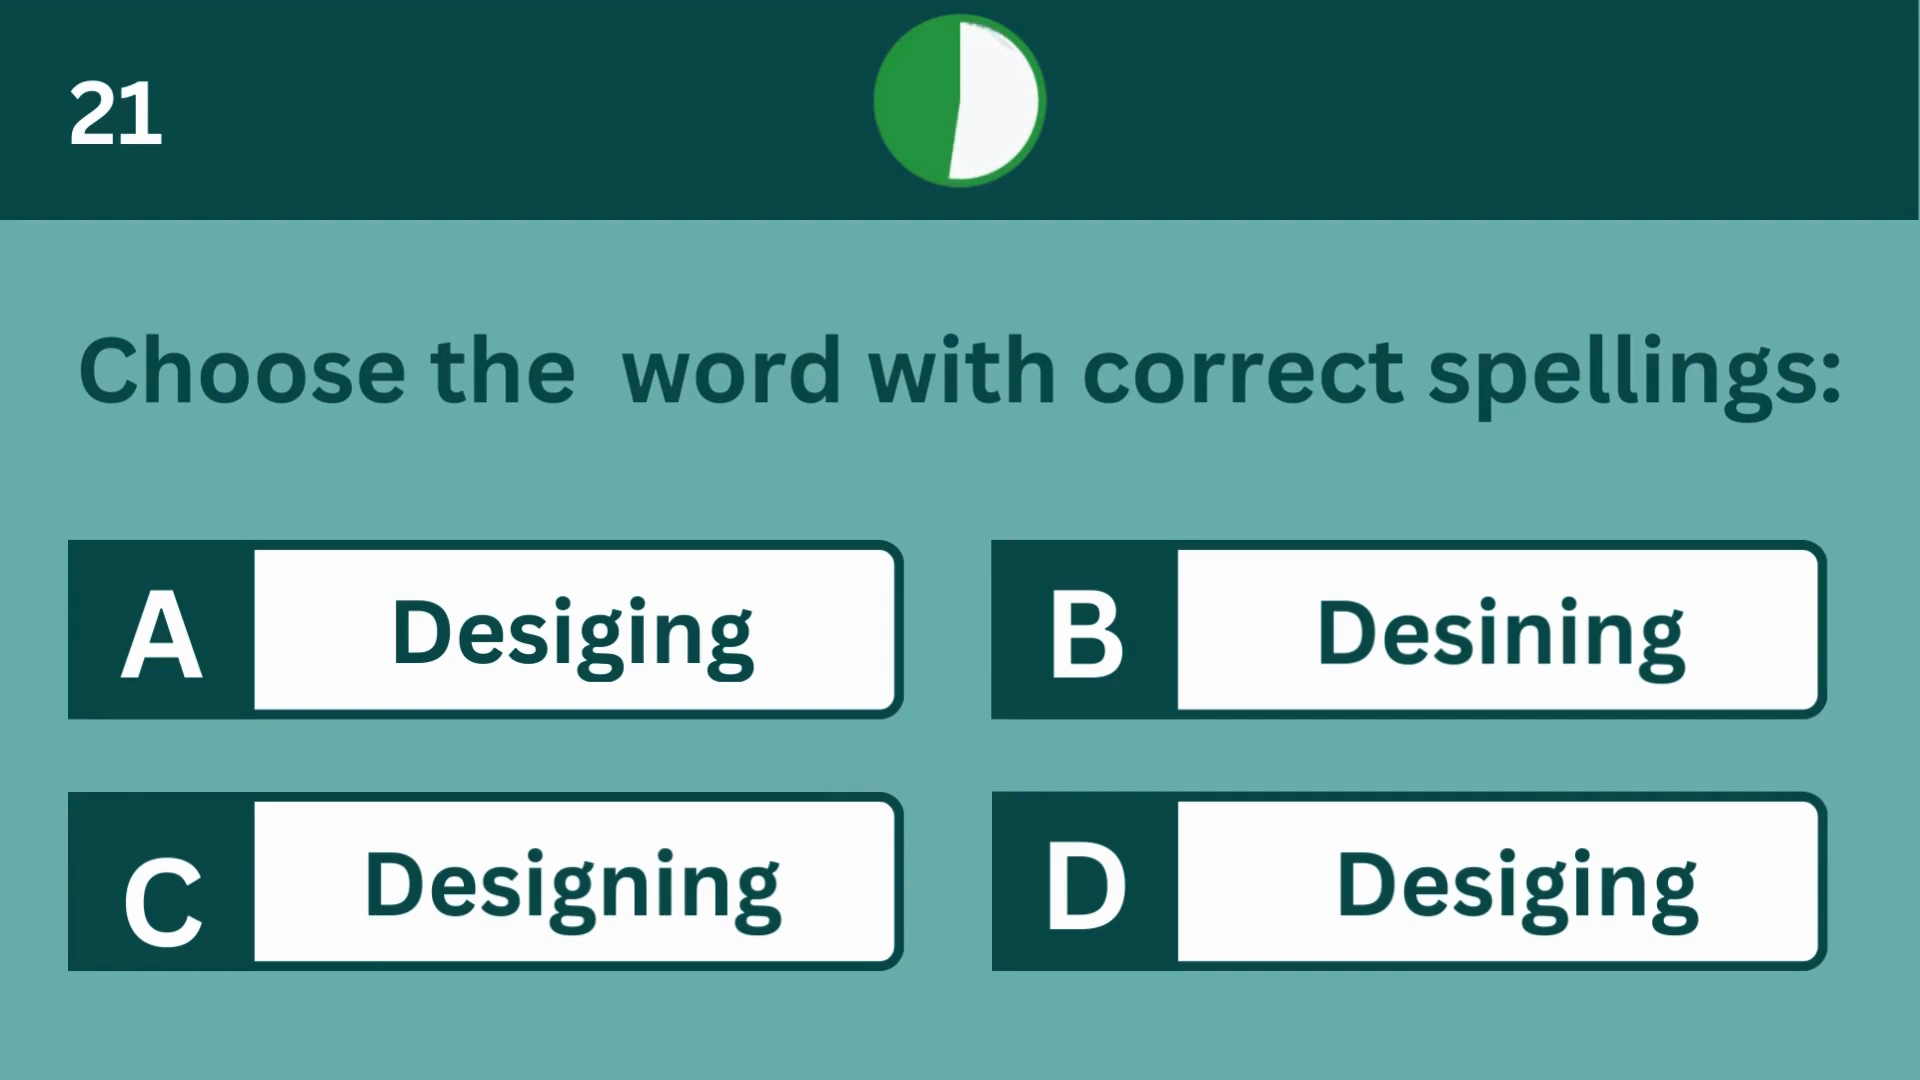 21
Choose the  word with correct spellings:
A Desiging
B Desining
C Designing
D Desiging